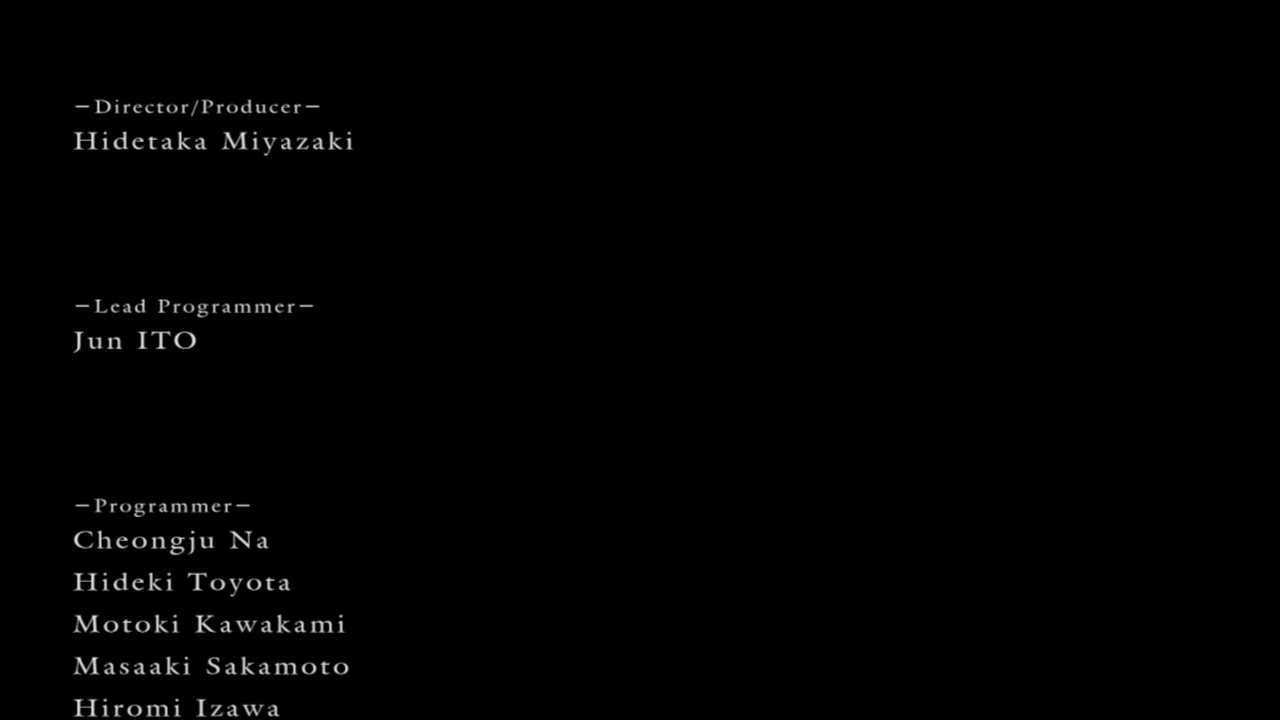 －Director/Producer－
Hidetaka Miyazaki
－Lead Programmer－
Jun ITO
－Programmer－
Cheongju Na
Hideki Toyota
Motoki Kawakami
Masaaki Sakamoto
Hiromi Izawa